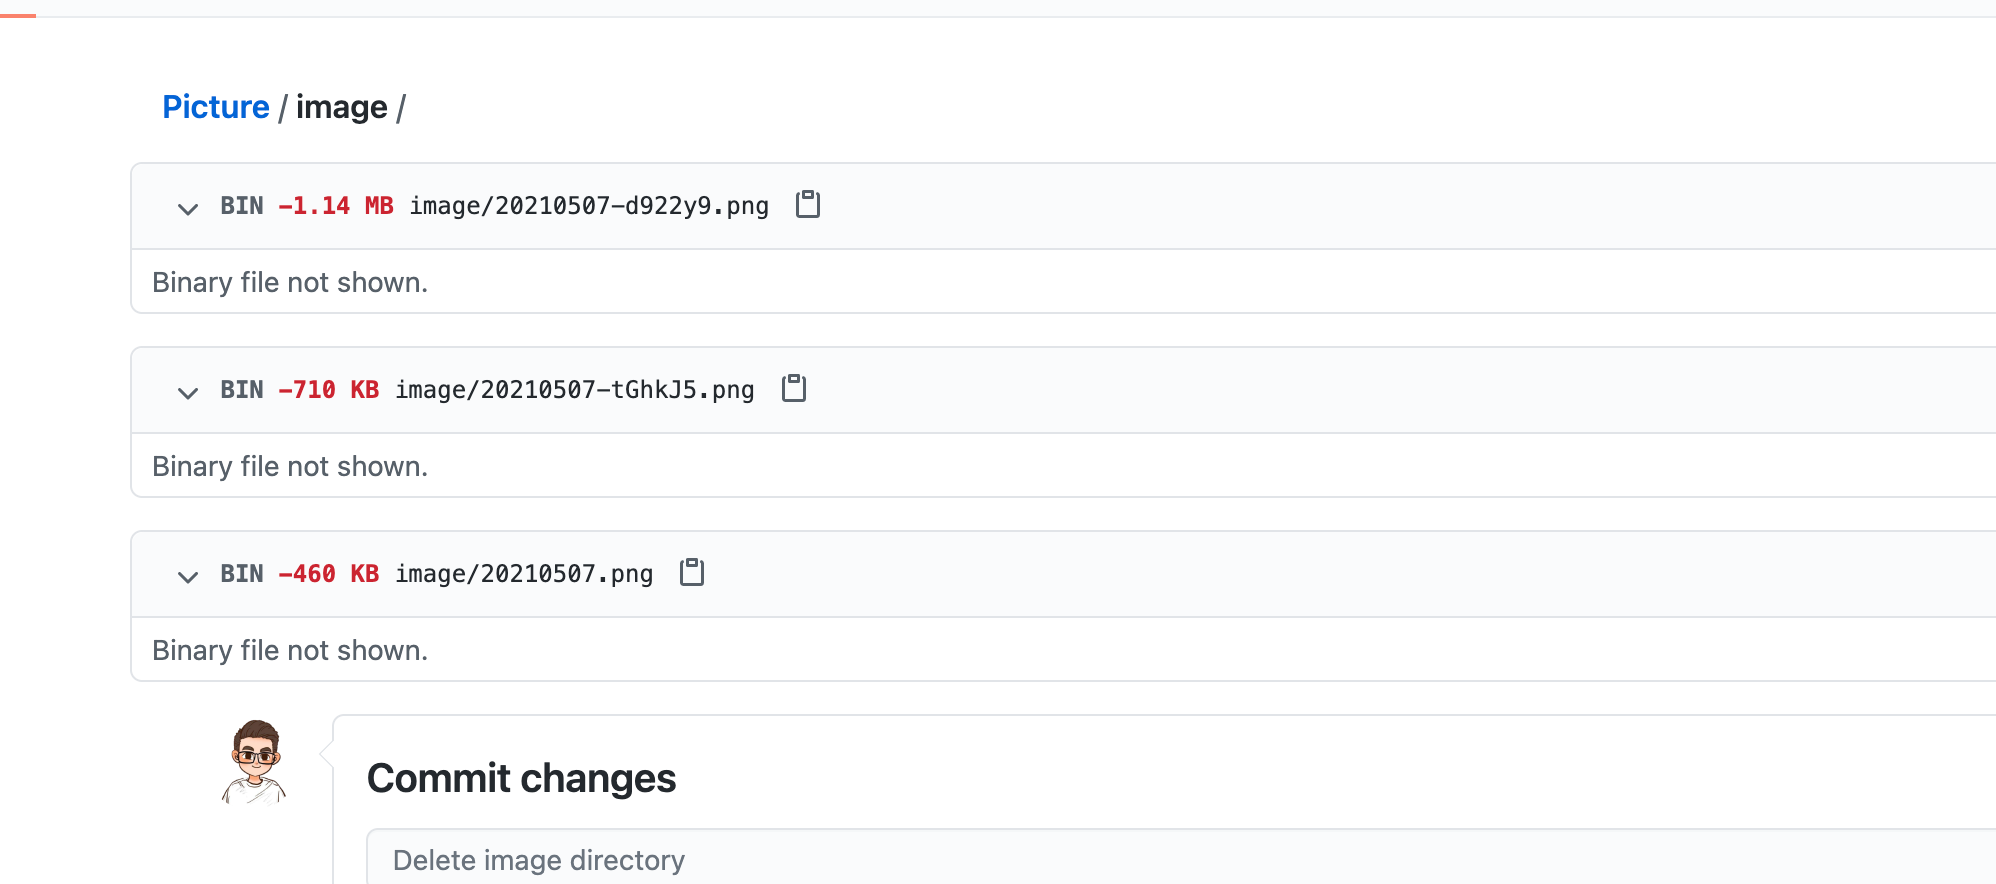 Picture / image /
BIN −1.14 MB image/20210507-d922y9.png
Binary file not shown.
BIN −710 KB image/20210507-tGhkJ5.png
Binary file not shown.
BIN −460 KB image/20210507.png
Binary file not shown.
Commit changes
Delete image directory